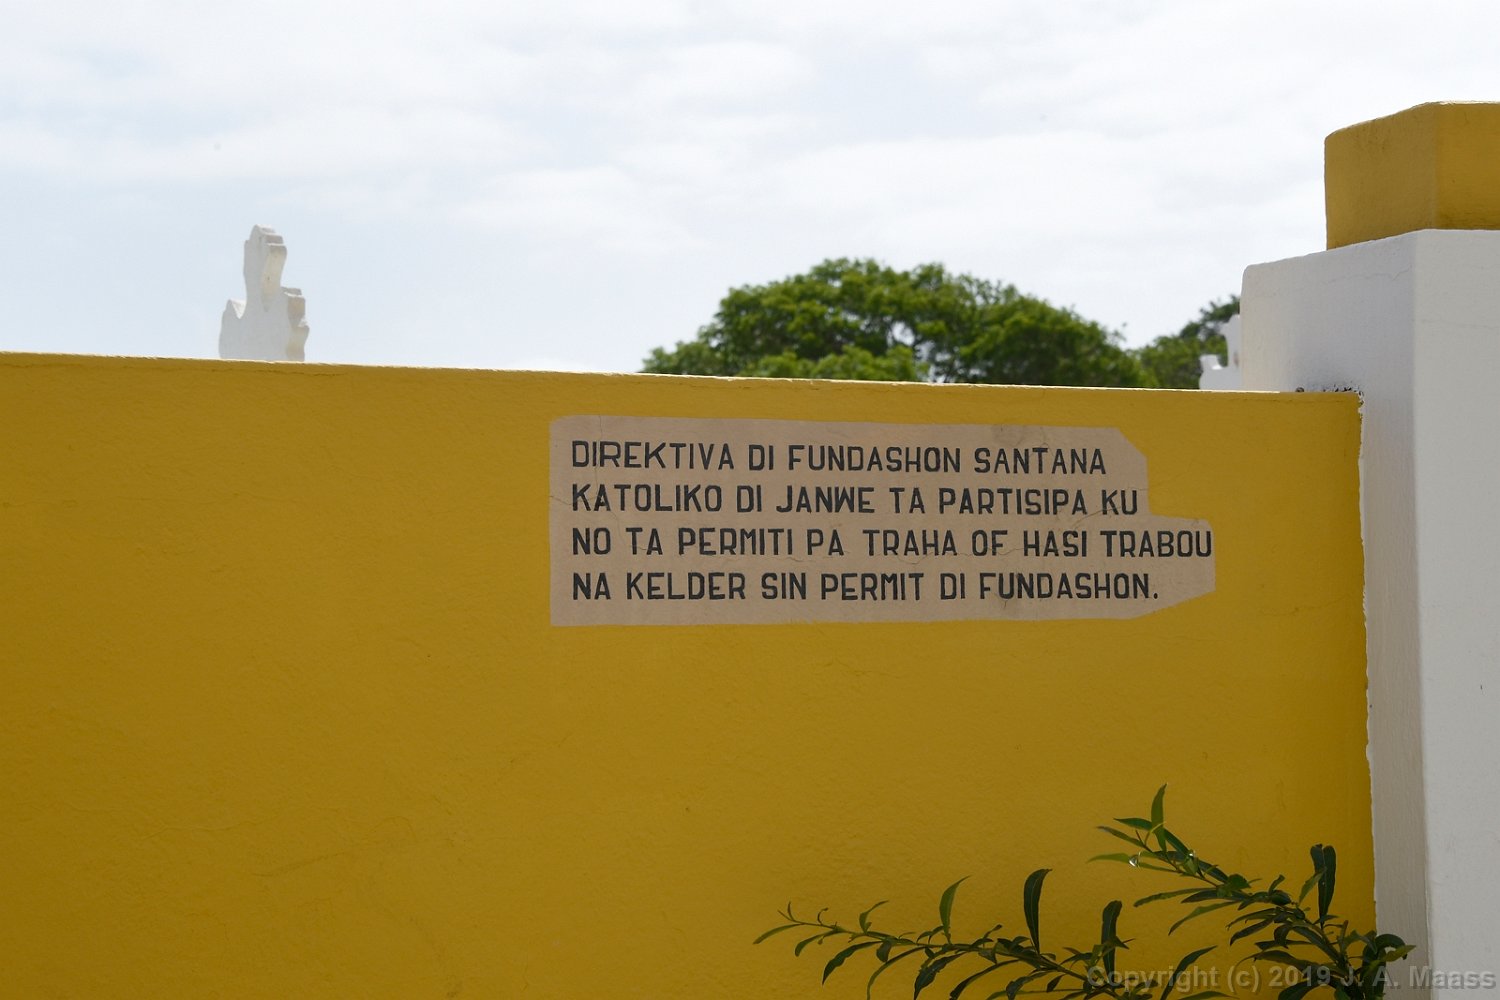 DIREKTIVA DI FUNDASHON SANTANA
KATOLIKO DI JANWE TA PARTISIPA KU
NO TA PERMITI PA TRAHA OF HASI TRABOU
NA KELDER SIN PERMIT DI FUNDASHON.
Copyright (c) 2019 J. A. Maass